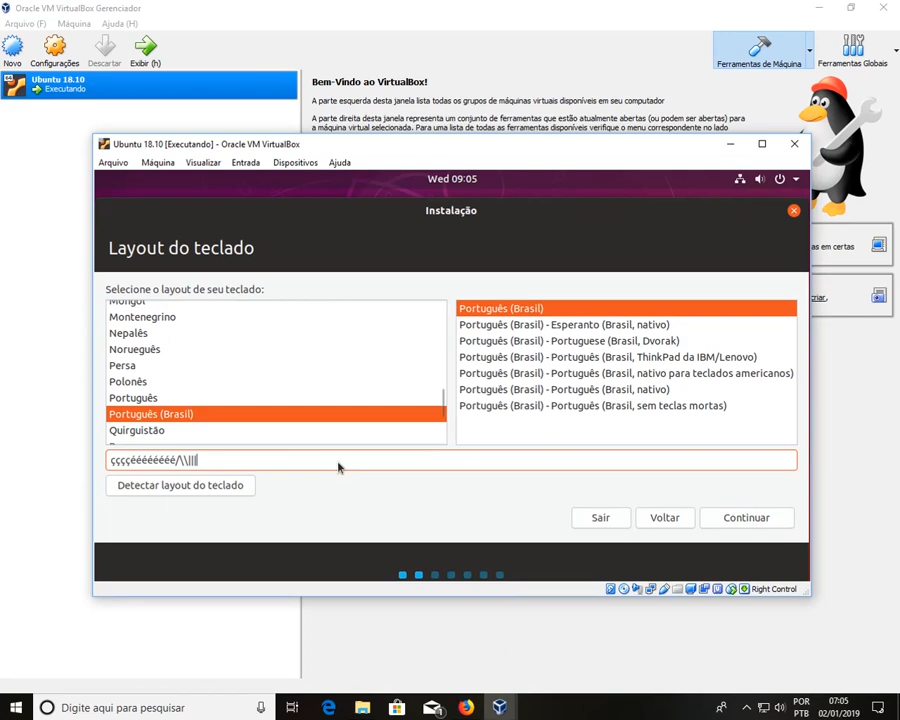 Oracle VM VirtualBox Gerenciador
Arquivo (F) Máquina Ajuda (H)
Novo Configurações Descartar Exibir (h) Ferramentas de Máquina Ferramentas Globais
64
Ubuntu 18.10
Executando
Bem-Vindo ao VirtualBox!
A parte esquerda desta janela lista todas os grupos de máquinas virtuais disponíveis em seu computador
A parte direita desta janela representa um conjunto de ferramentas que estão atualmente abertas (ou podem ser abertas) para
a máquina virtual selecionada. Para uma lista de todas as ferramentas disponíveis verifique o menu correspondente no lado
Ubuntu 18.10 [Executando] - Oracle VM VirtualBox
Arquivo Máquina Visualizar Entrada Dispositivos Ajuda
Wed 09:05
Instalação
Layout do teclado
as em certas
criar,
Selecione o layout de seu teclado:
Mongol
Montenegrino
Nepalês
Norueguês
Persa
Polonês
Português
Português (Brasil)
Quirguistão
Português (Brasil)
Português (Brasil) - Esperanto (Brasil, nativo)
Português (Brasil) - Portuguese (Brasil, Dvorak)
Português (Brasil) - Português (Brasil, ThinkPad da IBM/Lenovo)
Português (Brasil) - Português (Brasil, nativo para teclados americanos)
Português (Brasil) - Português (Brasil, nativo)
Português (Brasil) - Português (Brasil, sem teclas mortas)
ççççéééééééé/\\|||
Detectar layout do teclado
Sair Voltar Continuar
Right Control
Digite aqui para pesquisar
POR
PTB
07:05
02/01/2019